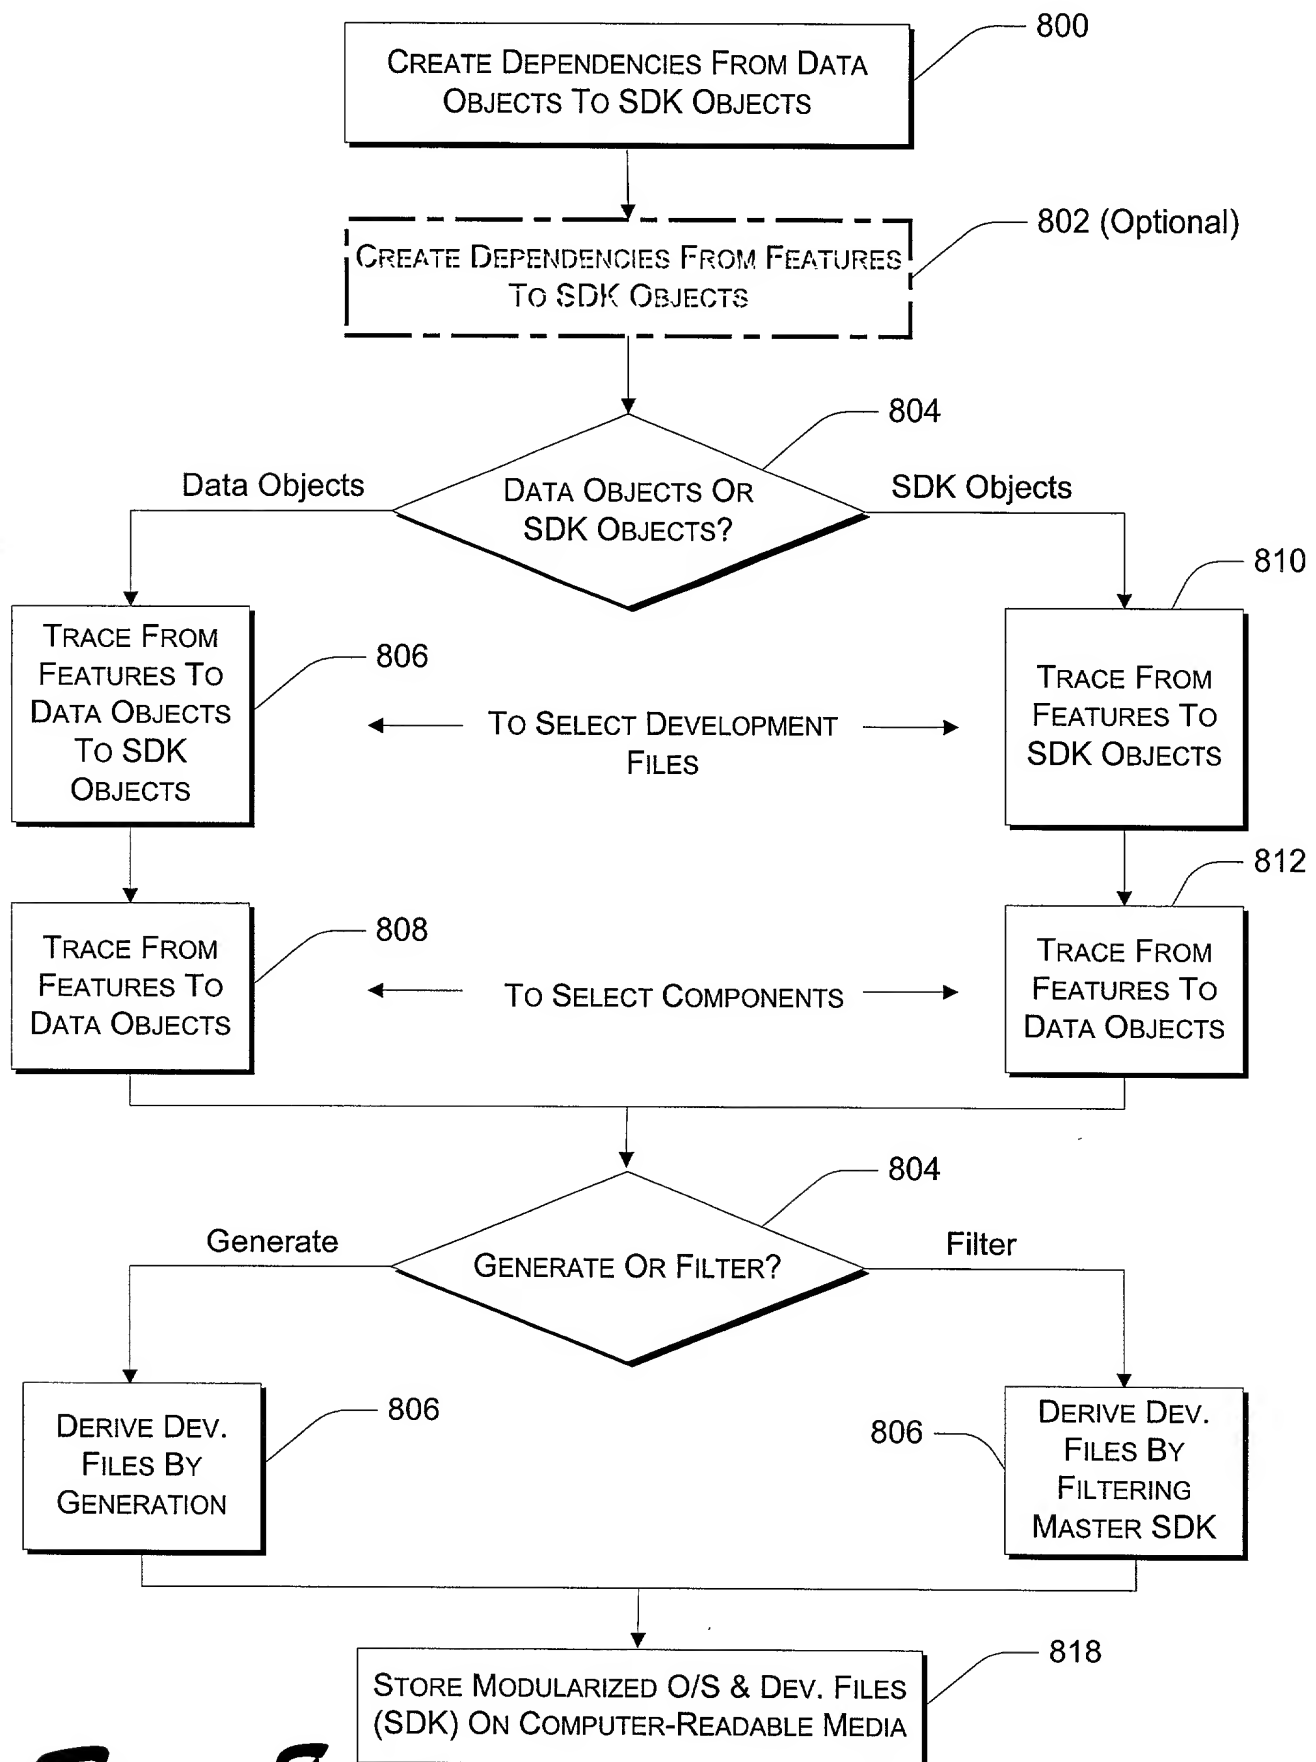 800
CREATE DEPENDENCIES FROM DATA
OBJECTS TO SDK OBJECTS
802 (Optional)
CREATE DEPENDENCIES FROM FEATURES
TO SDK OBJECTS
804
Data Objects
DATA OBJECTS OR
SDK OBJECTS?
SDK Objects
810
TRACE FROM
FEATURES TO
DATA OBJECTS
TO SDK
OBJECTS
806
TO SELECT DEVELOPMENT
FILES
TRACE FROM
FEATURES TO
SDK OBJECTS
812
TRACE FROM
FEATURES TO
DATA OBJECTS
808
TO SELECT COMPONENTS
TRACE FROM
FEATURES TO
DATA OBJECTS
804
Generate
GENERATE OR FILTER?
Filter
DERIVE DEV.
FILES BY
GENERATION
806
806
DERIVE DEV.
FILES BY
FILTERING
MASTER SDK
818
STORE MODULARIZED O/S & DEV. FILES
(SDK) ON COMPUTER-READABLE MEDIA